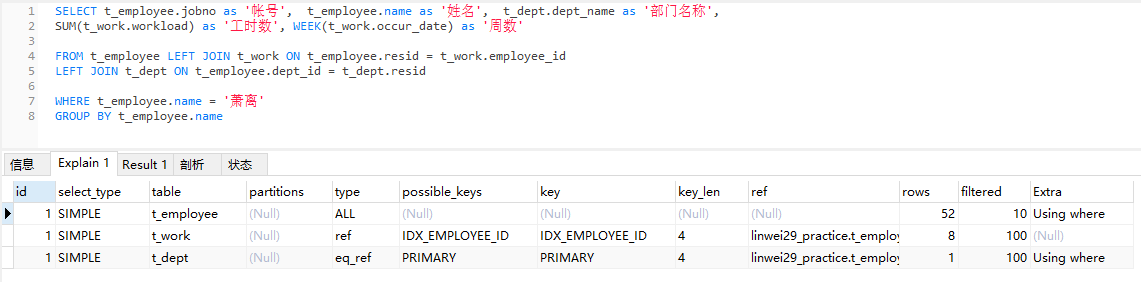 1 SELECT t_employee.jobno as '帐号', t_employee.name as '姓名', t_dept.dept_name as '部门名称',
2 SUM(t_work.workload) as '工时数', WEEK(t_work.occur_date) as '周数'
3
4 FROM t_employee LEFT JOIN t_work ON t_employee.resid = t_work.employee_id
5 LEFT JOIN t_dept ON t_employee.dept_id = t_dept.resid
6
7 WHERE t_employee.name = '萧离'
8 GROUP BY t_employee.name
信息 Explain 1 Result 1 剖析 状态
id select_type table partitions type possible_keys key key_len ref rows filtered Extra
1 SIMPLE t_employee (Null) ALL (Null) (Null) (Null) (Null) 52 10 Using where
1 SIMPLE t_work (Null) ref IDX_EMPLOYEE_ID IDX_EMPLOYEE_ID 4 linwei29_practice.t_employ 8 100 (Null)
1 SIMPLE t_dept (Null) eq_ref PRIMARY PRIMARY 4 linwei29_practice.t_employ 1 100 Using where